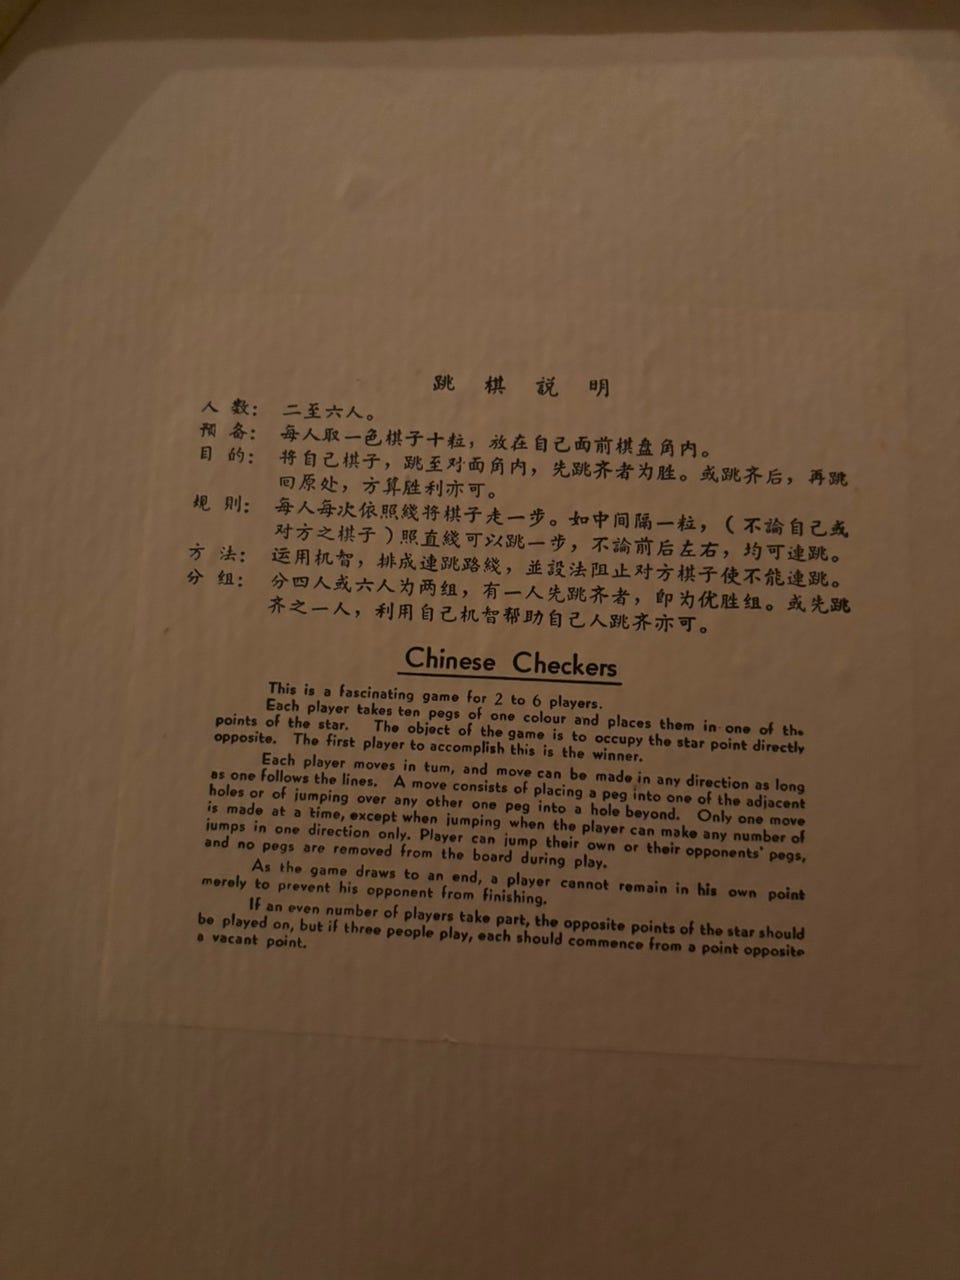 跳棋説明
人数： 二至六人。
预备： 每人取一色棋子十粒，放在自己面前棋盘角内。
目的： 将自己棋子，跳至对面角内，先跳齐者为胜。或跳齐后，再跳
回原处，方算胜利亦可。
规则： 每人每次依照綫将棋子走一步。如中间隔一粒，（不論自己或
对方之棋子）照直綫可以跳一步，不論前后左右，均可連跳。
方法： 运用机智，排成連跳路綫，並設法阻止对方棋子使不能連跳。
分组： 分四人或六人为两组，有一人先跳齐者，卽为优胜组。或先跳
齐之一人，利用自己机智帮助自己人跳齐亦可。
Chinese Checkers
This is a fascinating game for 2 to 6 players.
Each player takes ten pegs of one colour and places them in one of the
points of the star. The object of the game is to occupy the star point directly
opposite. The first player to accomplish this is the winner.
Each player moves in tum, and move can be made in any direction as long
as one follows the lines. A move consists of placing a peg into one of the adjacent
holes or of jumping over any other one peg into a hole beyond. Only one move
is made at a time, except when jumping when the player can make any number of
jumps in one direction only. Player can jump their own or their opponents' pegs,
and no pegs are removed from the board during play.
As the game draws to an end, a player cannot remain in his own point
merely to prevent his opponent from finishing.
If an even number of players take part, the opposite points of the star should
be played on, but if three people play, each should commence from a point opposite
a vacant point.